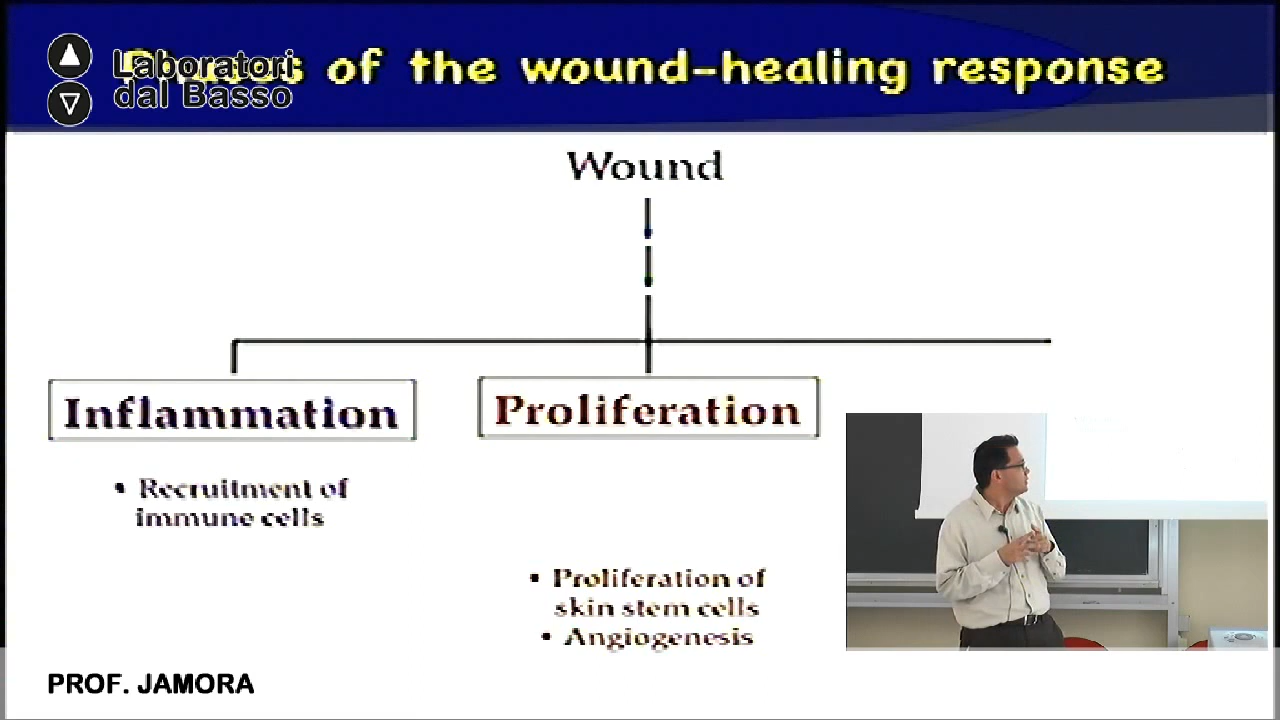 Laboratori
dal Basso
of the wound-healing response
Wound
Inflammation
Proliferation
• Recruitment of
immune cells
• Proliferation of
skin stem cells
• Angiogenesis
PROF. JAMORA